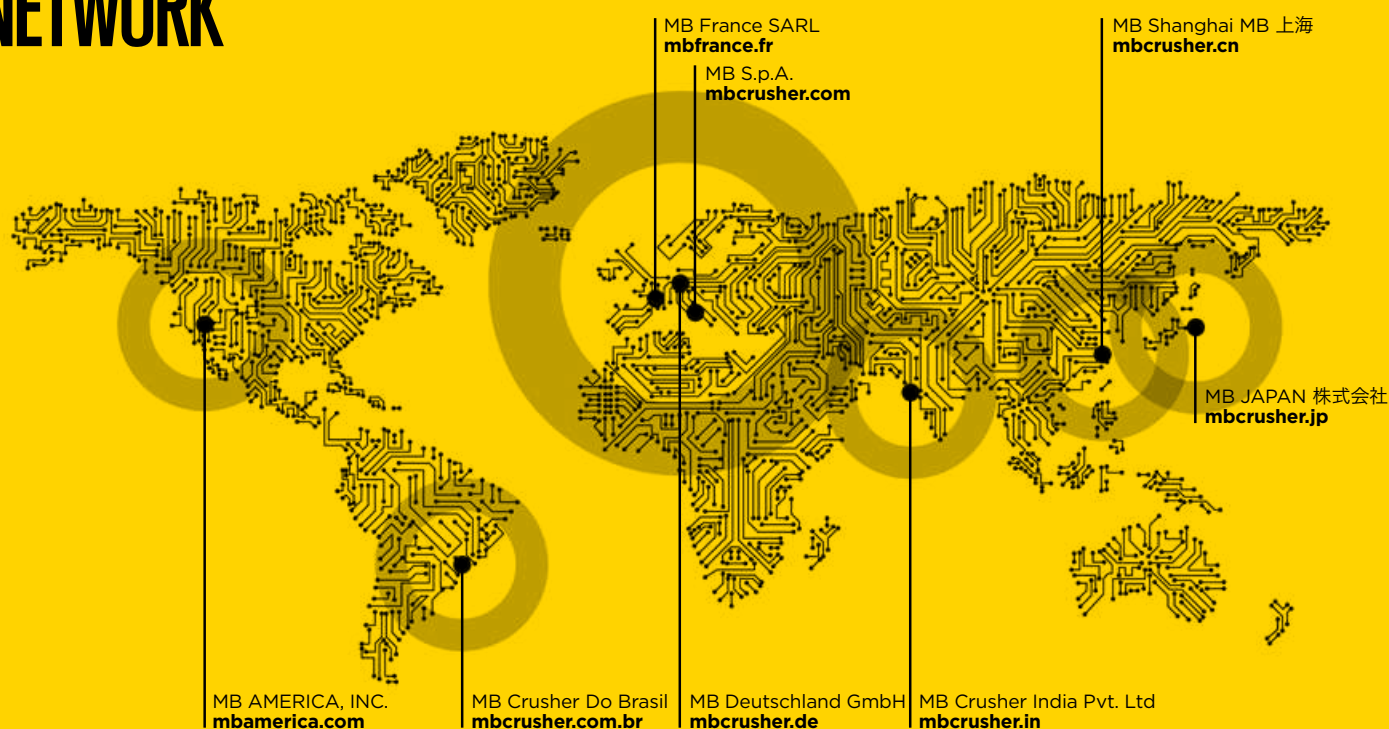 NETWORK
MB France SARL
mbfrance.fr
MB S.p.A.
mbcrusher.com
MB Shanghai MB 上海
mbcrusher.cn
MB JAPAN 株式会社
mbcrusher.jp
MB AMERICA, INC.
mbamerica.com
MB Crusher Do Brasil
mbcrusher.com.br
MB Deutschland GmbH
mbcrusher.de
MB Crusher India Pvt. Ltd
mbcrusher.in